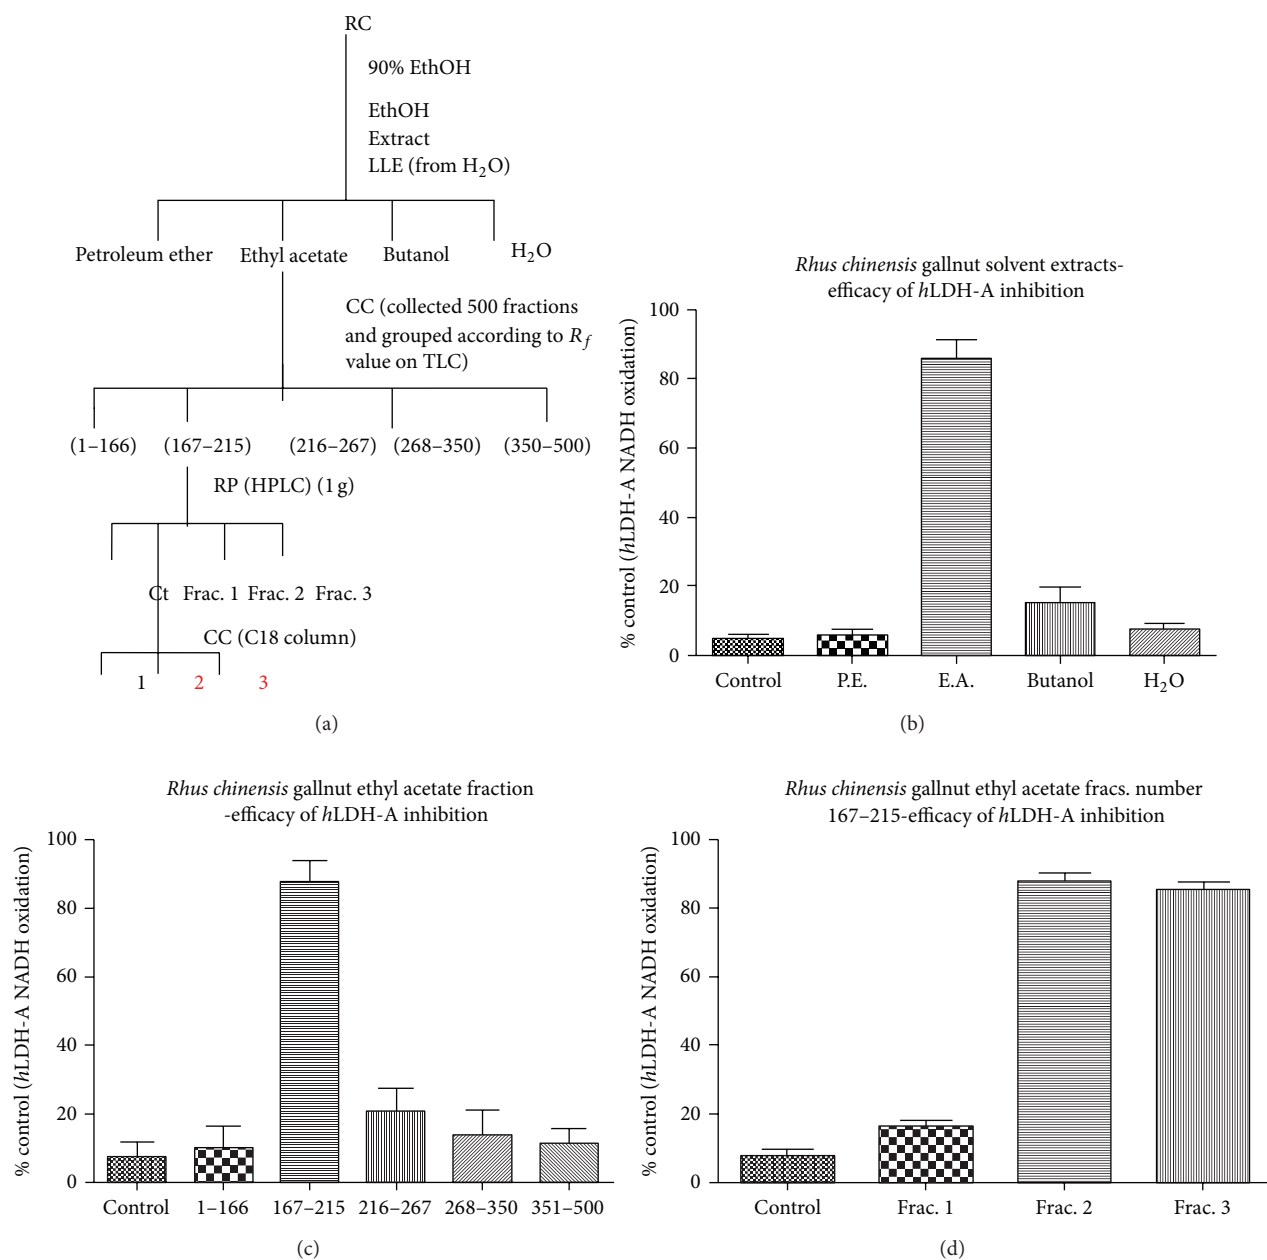 RC
90% EthOH
EthOH
Extract
LLE (from H₂O)
Petroleum ether Ethyl acetate Butanol H₂O
CC (collected 500 fractions
and grouped according to R_f
value on TLC)
(1–166) (167–215) (216–267) (268–350) (350–500)
RP (HPLC) (1 g)
Ct Frac. 1 Frac. 2 Frac. 3
CC (C18 column)
1 2 3
(a)
Rhus chinensis gallnut solvent extracts-
efficacy of hLDH-A inhibition
% control (hLDH-A NADH oxidation)
100
80
60
40
20
0
Control P.E. E.A. Butanol H₂O
(b)
Rhus chinensis gallnut ethyl acetate fraction
-efficacy of hLDH-A inhibition
% control (hLDH-A NADH oxidation)
100
80
60
40
20
0
Control 1–166 167–215 216–267 268–350 351–500
(c)
Rhus chinensis gallnut ethyl acetate fracs. number
167–215-efficacy of hLDH-A inhibition
% control (hLDH-A NADH oxidation)
100
80
60
40
20
0
Control Frac. 1 Frac. 2 Frac. 3
(d)